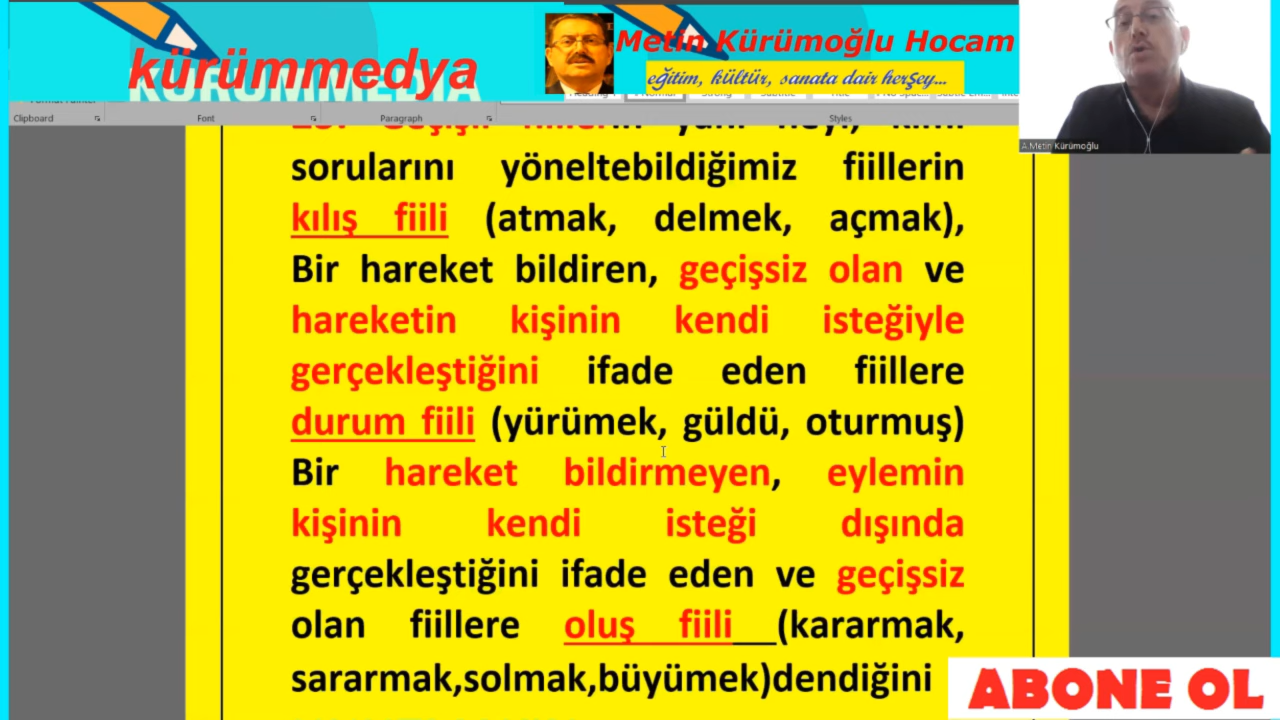 kürümmedya
KÜRÜMMEDİA
Metin Kürümoğlu Hocam
eğitim, kültür, sanata dair herşey...
Clipboard Font Paragraph Styles
A.Metin Kürümoğlu
sorularını yöneltebildiğimiz fiillerin
kılış fiili (atmak, delmek, açmak),
Bir hareket bildiren, geçişsiz olan ve
hareketin kişinin kendi isteğiyle
gerçekleştiğini ifade eden fiillere
durum fiili (yürümek, güldü, oturmuş)
Bir hareket bildirmeyen, eylemin
kişinin kendi isteği dışında
gerçekleştiğini ifade eden ve geçişsiz
olan fiillere oluş fiili (kararmak,
sararmak,solmak,büyümek)dendiğini
ABONE OL